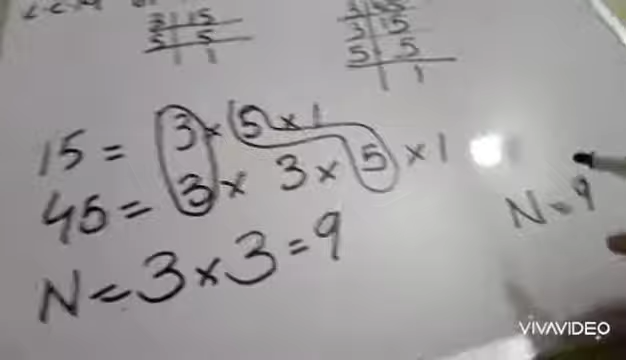 3 | 15
5 | 5
| 1
3 | 15
5 | 5
| 1
15 = 3 × 5 × 1
45 = 3 × 3 × 5 × 1
N = 3 × 3 = 9
N = 9
VIVAVIDEO